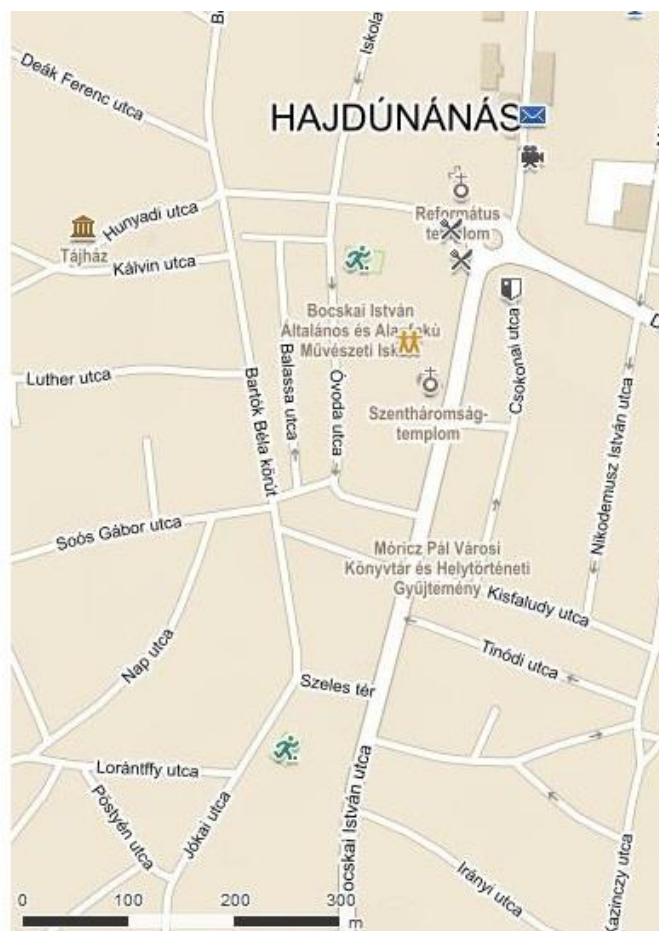 Deák Ferenc utca
Iskola
HAJDÚNÁNÁS
Hunyadi utca
Tájház
Kálvin utca
Református
templom
Bocskai István
Általános és Alapfokú
Művészeti Isk
Luther utca
Balassa utca
Óvoda utca
Bartók Béla körút
Szentháromság-
templom
Csokonai utca
Nikodemusz István utca
Soós Gábor utca
Móricz Pál Városi
Könyvtár és Helytörténeti
Gyűjtemény
Kisfaludy utca
Nap utca
Tinódi utca
Szeles tér
Lorántffy utca
Pöstyén utca
Jókai utca
ocskai István utca
Irányi utca
Kazinczy utca
0 100 200 300
m